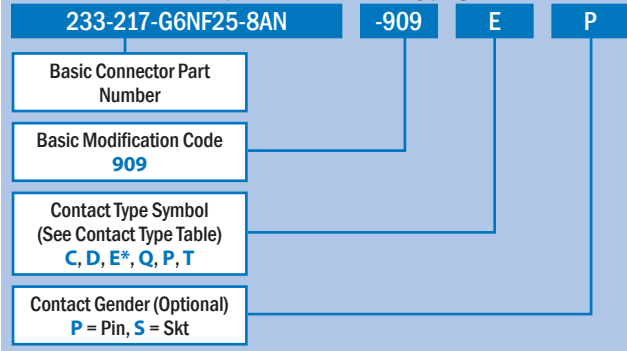 233-217-G6NF25-8AN -909 E P
Basic Connector Part
Number
Basic Modification Code
909
Contact Type Symbol
(See Contact Type Table)
C, D, E*, Q, P, T
Contact Gender (Optional)
P = Pin, S = Skt